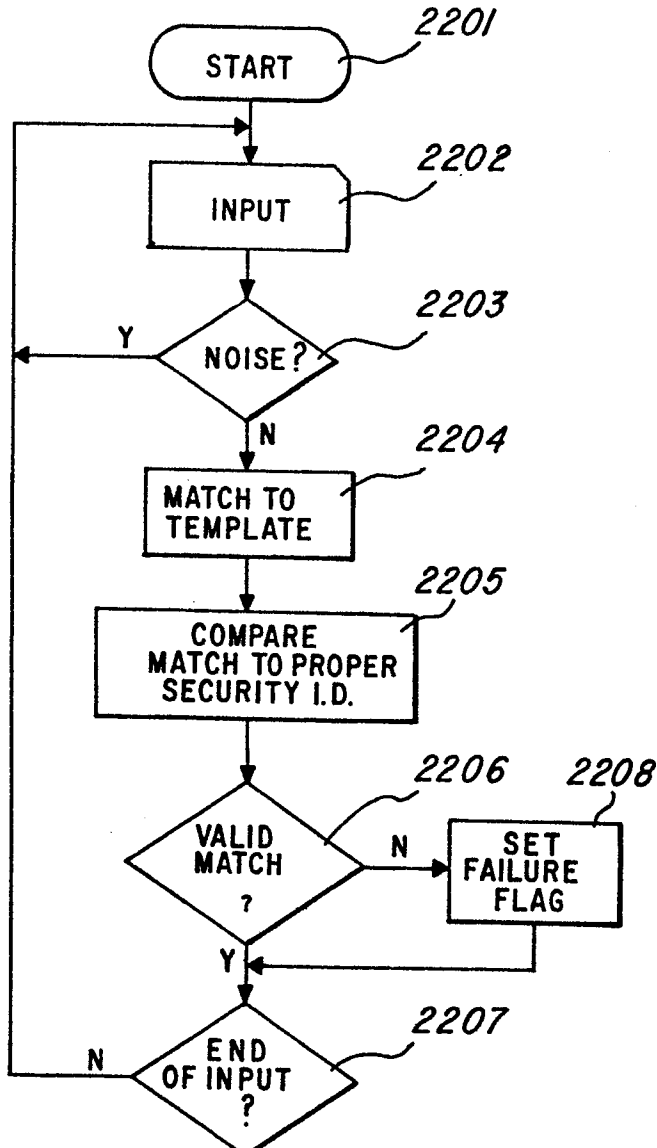 2201
START
2202
INPUT
2203
Y
NOISE?
N
2204
MATCH TO
TEMPLATE
2205
COMPARE
MATCH TO PROPER
SECURITY I.D.
2206
2208
VALID
MATCH
?
N
SET
FAILURE
FLAG
Y
2207
N
END
OF INPUT
?